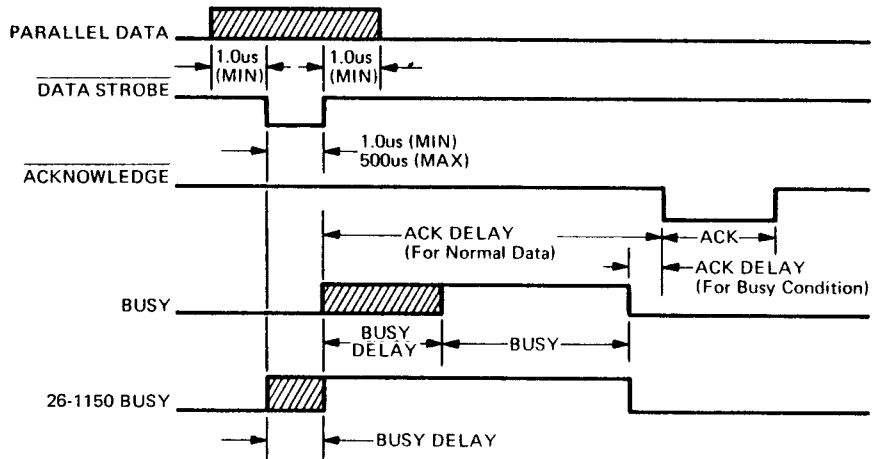 PARALLEL DATA
1.0us
(MIN)
1.0us
(MIN)
DATA STROBE
1.0us (MIN)
500us (MAX)
ACKNOWLEDGE
ACK DELAY
(For Normal Data)
ACK
ACK DELAY
(For Busy Condition)
BUSY
BUSY
DELAY
BUSY
26-1150 BUSY
BUSY DELAY